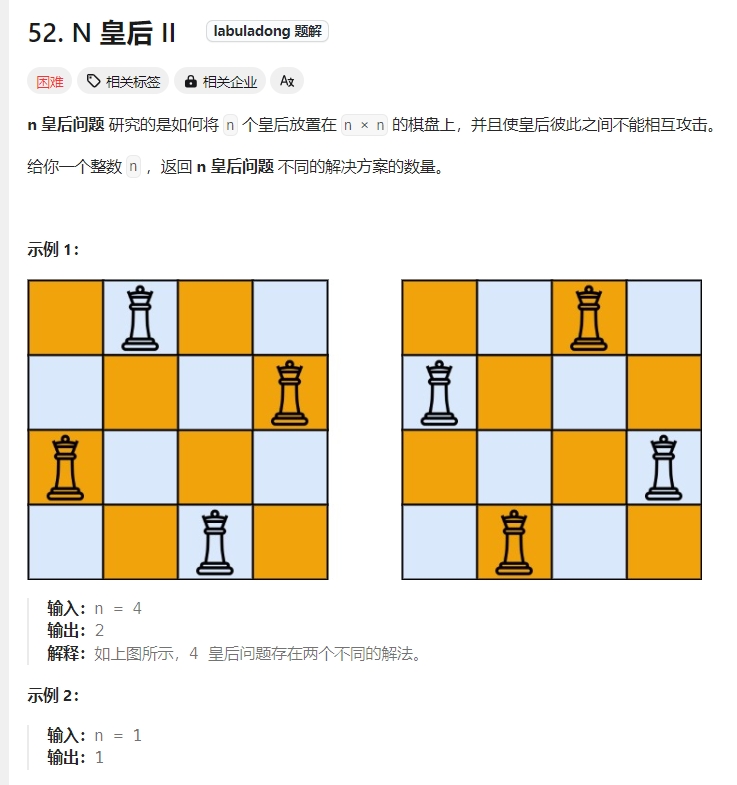 52. N 皇后 II labuladong 题解
困难 相关标签 相关企业 Aх
n 皇后问题 研究的是如何将 n 个皇后放置在 n × n 的棋盘上，并且使皇后彼此之间不能相互攻击。
给你一个整数 n ，返回 n 皇后问题 不同的解决方案的数量。
示例 1：
输入：n = 4
输出：2
解释：如上图所示，4 皇后问题存在两个不同的解法。
示例 2：
输入：n = 1
输出：1